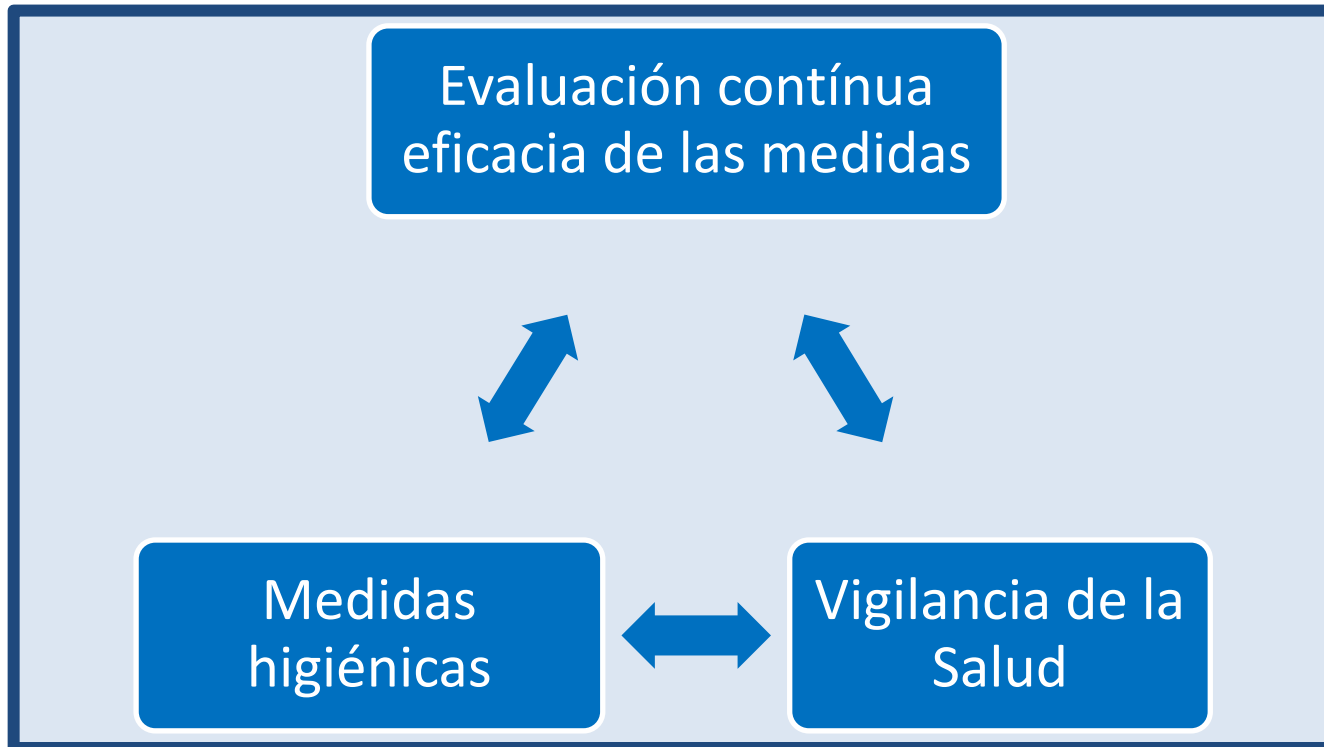 Evaluación contínua
eficacia de las medidas
Medidas
higiénicas
Vigilancia de la
Salud